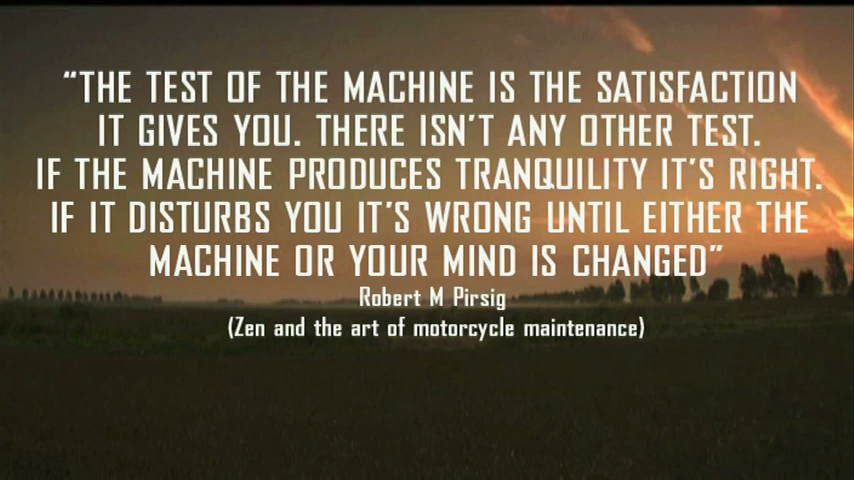 “THE TEST OF THE MACHINE IS THE SATISFACTION
IT GIVES YOU. THERE ISN’T ANY OTHER TEST.
IF THE MACHINE PRODUCES TRANQUILITY IT’S RIGHT.
IF IT DISTURBS YOU IT’S WRONG UNTIL EITHER THE
MACHINE OR YOUR MIND IS CHANGED”
Robert M Pirsig
(Zen and the art of motorcycle maintenance)